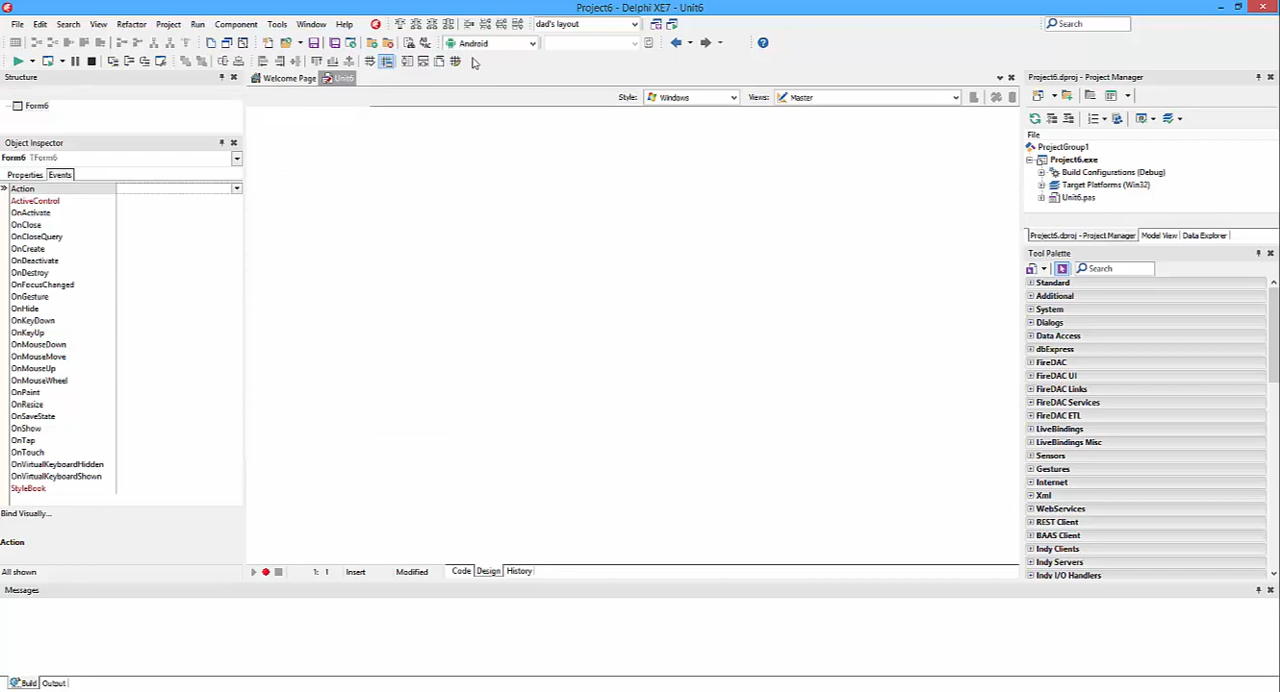 Project6 - Delphi XE7 - Unit6
File Edit Search View Refactor Project Run Component Tools Window Help
dad's layout
Search
Android
Structure
Welcome Page Unit6
Project6.dproj - Project Manager
Form6
Style: Windows Views: Master
Object Inspector
Form6 TForm6
Properties Events
Action
ActiveControl
OnActivate
OnClose
OnCloseQuery
OnCreate
OnDeactivate
OnDestroy
OnFocusChanged
OnGesture
OnHide
OnKeyDown
OnKeyUp
OnMouseDown
OnMouseMove
OnMouseUp
OnMouseWheel
OnPaint
OnResize
OnSaveState
OnShow
OnTap
OnTouch
OnVirtualKeyboardHidden
OnVirtualKeyboardShown
StyleBook
Bind Visually...
Action
All shown
1: 1 Insert Modified Code Design History
File
ProjectGroup1
Project6.exe
Build Configurations (Debug)
Target Platforms (Win32)
Unit6.pas
Project6.dproj - Project Manager Model View Data Explorer
Tool Palette
Search
Standard
Additional
System
Dialogs
Data Access
dbExpress
FireDAC
FireDAC UI
FireDAC Links
FireDAC Services
FireDAC ETL
LiveBindings
LiveBindings Misc
Sensors
Gestures
Internet
Xml
WebServices
REST Client
BAAS Client
Indy Clients
Indy Servers
Indy I/O Handlers
Messages
Build Output